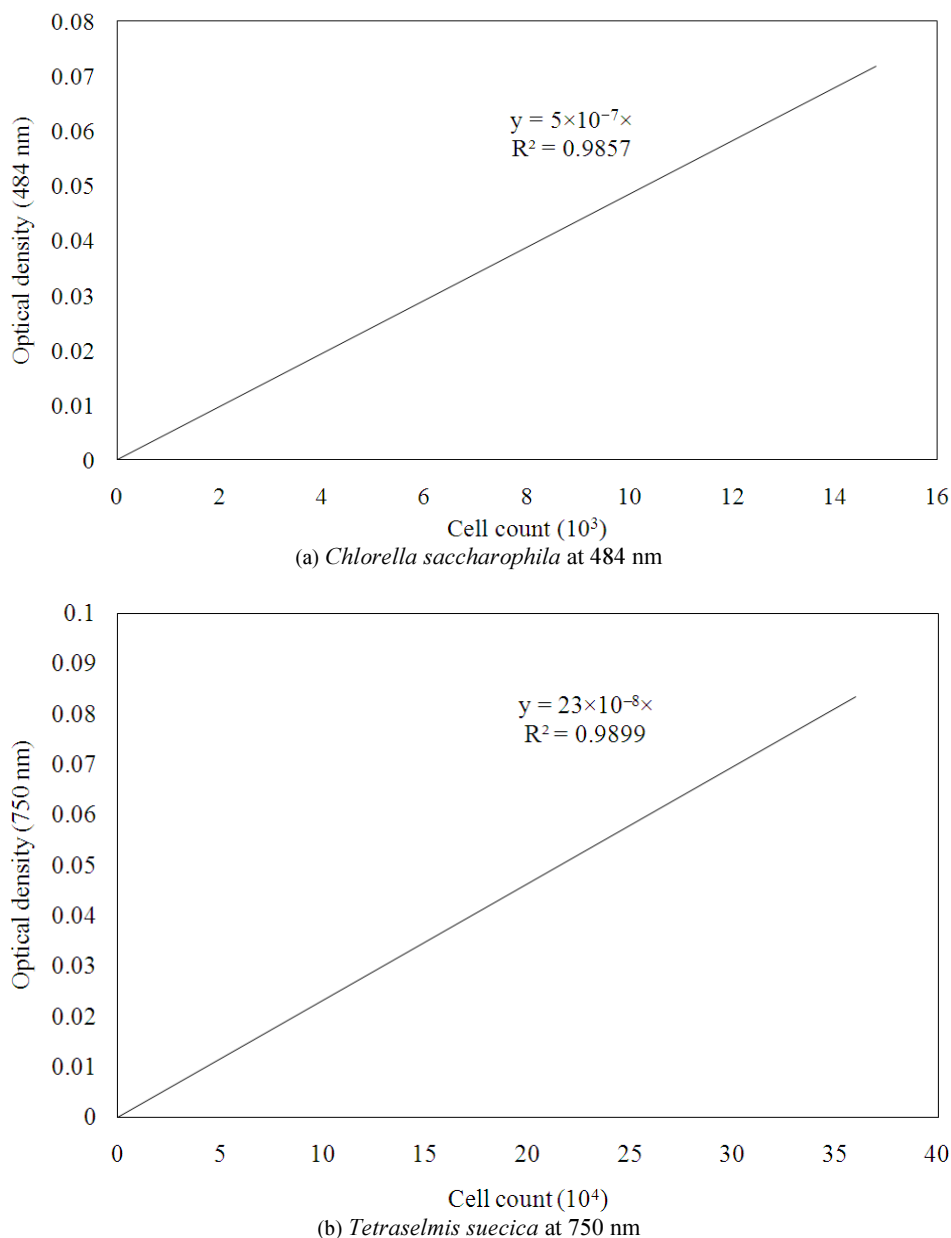 0.08
0.07
0.06
0.05
0.04
0.03
0.02
0.01
0
Optical density (484 nm)
y = 5×10⁻⁷×
R² = 0.9857
0 2 4 6 8 10 12 14 16
Cell count (10³)
(a) Chlorella saccharophila at 484 nm
0.1
0.09
0.08
0.07
0.06
0.05
0.04
0.03
0.02
0.01
0
Optical density (750 nm)
y = 23×10⁻⁸×
R² = 0.9899
0 5 10 15 20 25 30 35 40
Cell count (10⁴)
(b) Tetraselmis suecica at 750 nm